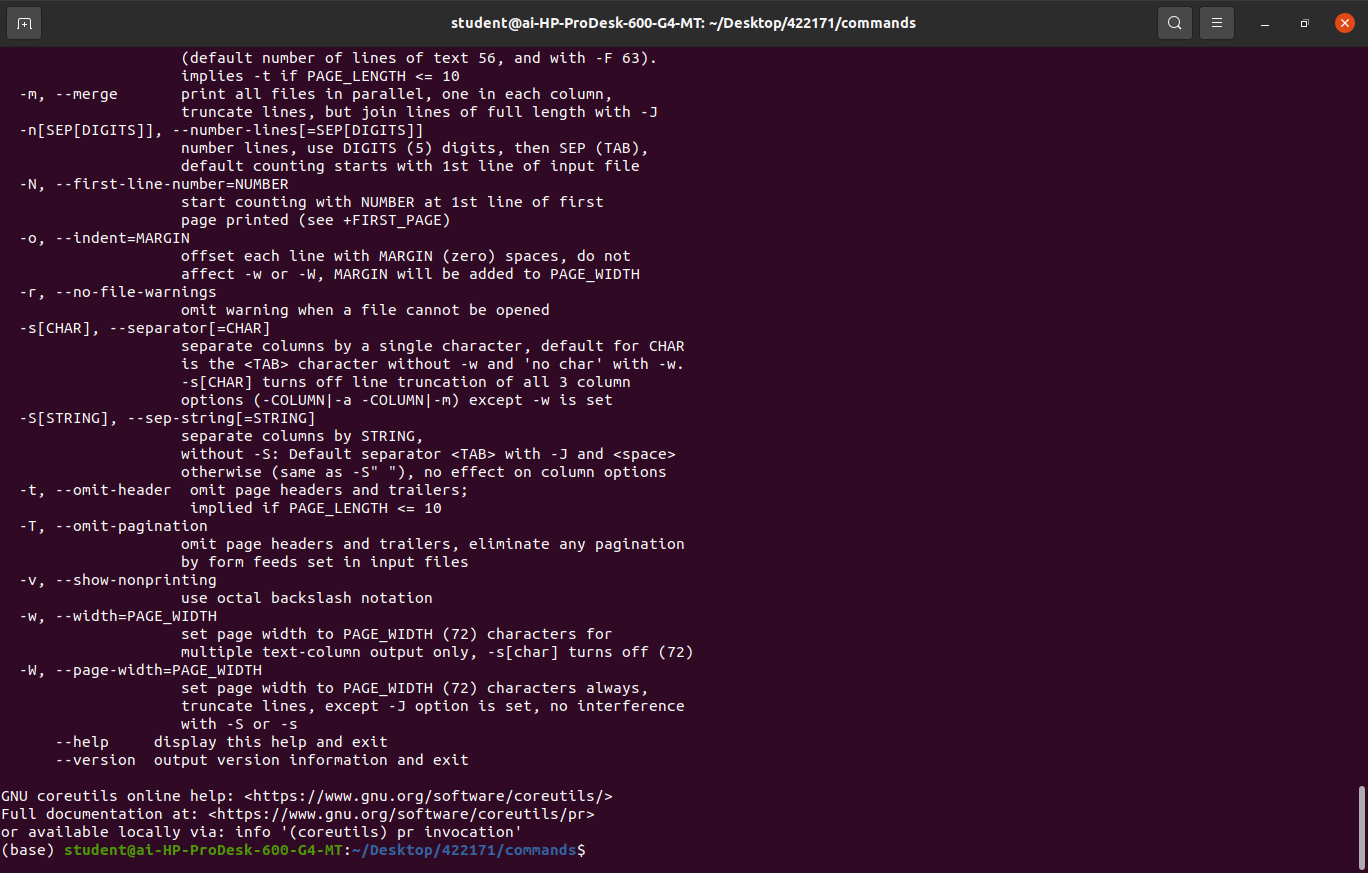 student@ai-HP-ProDesk-600-G4-MT: ~/Desktop/422171/commands
(default number of lines of text 56, and with -F 63).
implies -t if PAGE_LENGTH <= 10
-m, --merge       print all files in parallel, one in each column,
truncate lines, but join lines of full length with -J
-n[SEP[DIGITS]], --number-lines[=SEP[DIGITS]]
number lines, use DIGITS (5) digits, then SEP (TAB),
default counting starts with 1st line of input file
-N, --first-line-number=NUMBER
start counting with NUMBER at 1st line of first
page printed (see +FIRST_PAGE)
-o, --indent=MARGIN
offset each line with MARGIN (zero) spaces, do not
affect -w or -W, MARGIN will be added to PAGE_WIDTH
-r, --no-file-warnings
omit warning when a file cannot be opened
-s[CHAR], --separator[=CHAR]
separate columns by a single character, default for CHAR
is the <TAB> character without -w and 'no char' with -w.
-s[CHAR] turns off line truncation of all 3 column
options (-COLUMN|-a -COLUMN|-m) except -w is set
-S[STRING], --sep-string[=STRING]
separate columns by STRING,
without -S: Default separator <TAB> with -J and <space>
otherwise (same as -S" "), no effect on column options
-t, --omit-header  omit page headers and trailers;
implied if PAGE_LENGTH <= 10
-T, --omit-pagination
omit page headers and trailers, eliminate any pagination
by form feeds set in input files
-v, --show-nonprinting
use octal backslash notation
-w, --width=PAGE_WIDTH
set page width to PAGE_WIDTH (72) characters for
multiple text-column output only, -s[char] turns off (72)
-W, --page-width=PAGE_WIDTH
set page width to PAGE_WIDTH (72) characters always,
truncate lines, except -J option is set, no interference
with -S or -s
--help     display this help and exit
--version  output version information and exit
GNU coreutils online help: <https://www.gnu.org/software/coreutils/>
Full documentation at: <https://www.gnu.org/software/coreutils/pr>
or available locally via: info '(coreutils) pr invocation'
(base) student@ai-HP-ProDesk-600-G4-MT:~/Desktop/422171/commands$